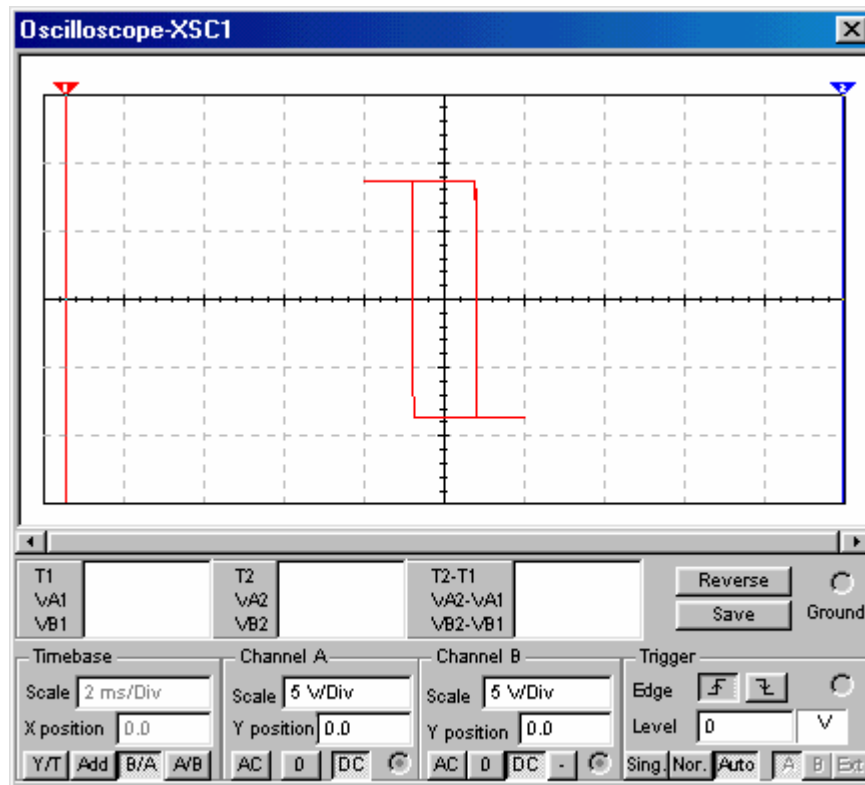 Oscilloscope-XSC1
1 2
T1 T2 T2-T1 Reverse
VA1 VA2 VA2-VA1 Ground
VB1 VB2 VB2-VB1 Save
Timebase Channel A Channel B Trigger
Scale 2 ms/Div Scale 5 V/Div Scale 5 V/Div Edge
X position 0.0 Y position 0.0 Y position 0.0 Level 0 V
Y/T Add B/A A/B AC 0 DC AC 0 DC - Sing. Nor. Auto A B Ext